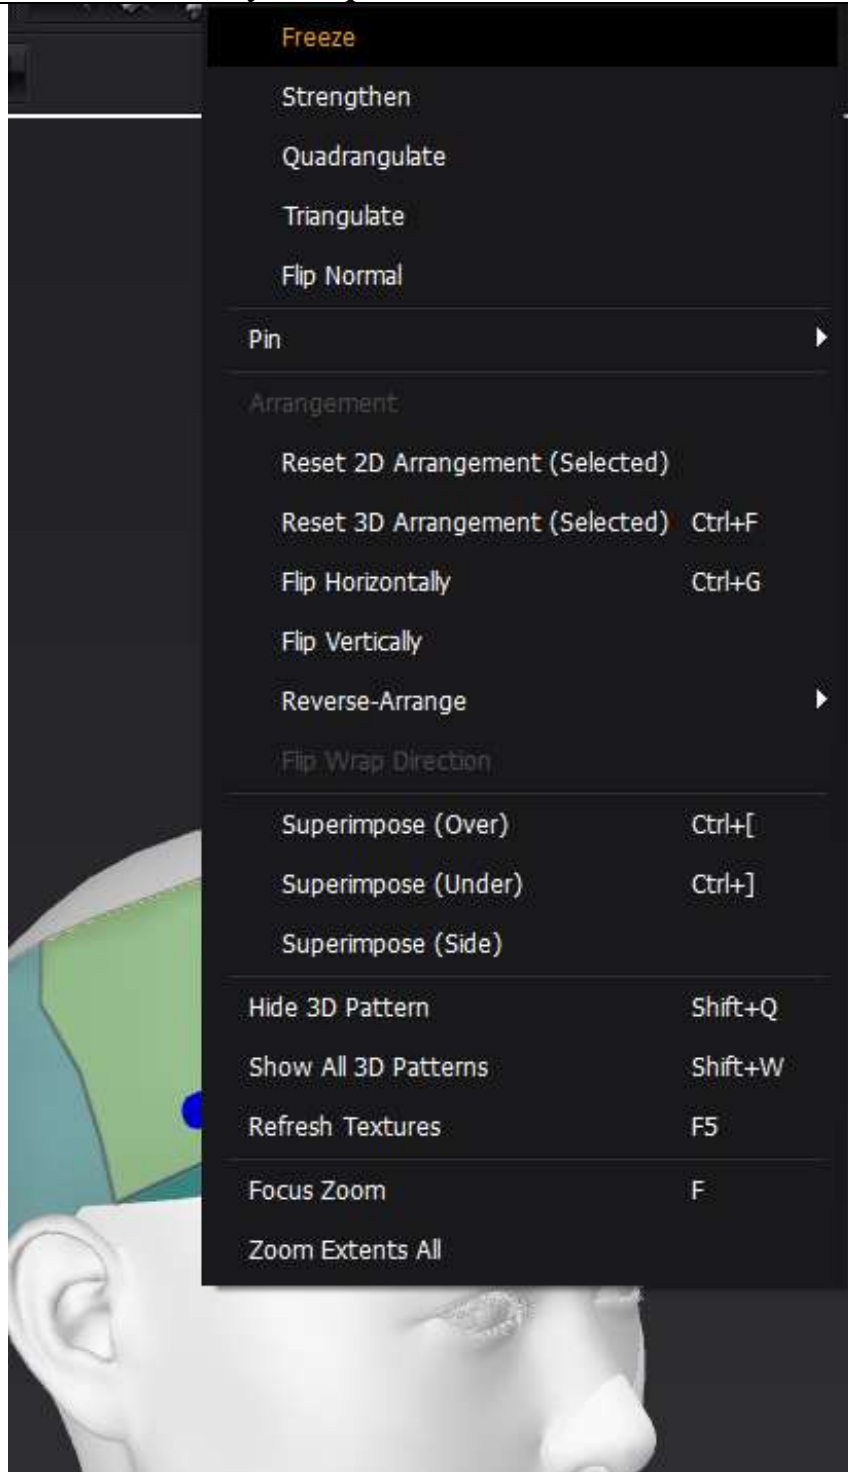 Freeze
Strengthen
Quadrangulate
Triangulate
Flip Normal
Pin
Arrangement
Reset 2D Arrangement (Selected)
Reset 3D Arrangement (Selected) Ctrl+F
Flip Horizontally Ctrl+G
Flip Vertically
Reverse-Arrange
Flip Wrap Direction
Superimpose (Over) Ctrl+[
Superimpose (Under) Ctrl+]
Superimpose (Side)
Hide 3D Pattern Shift+Q
Show All 3D Patterns Shift+W
Refresh Textures F5
Focus Zoom F
Zoom Extents All